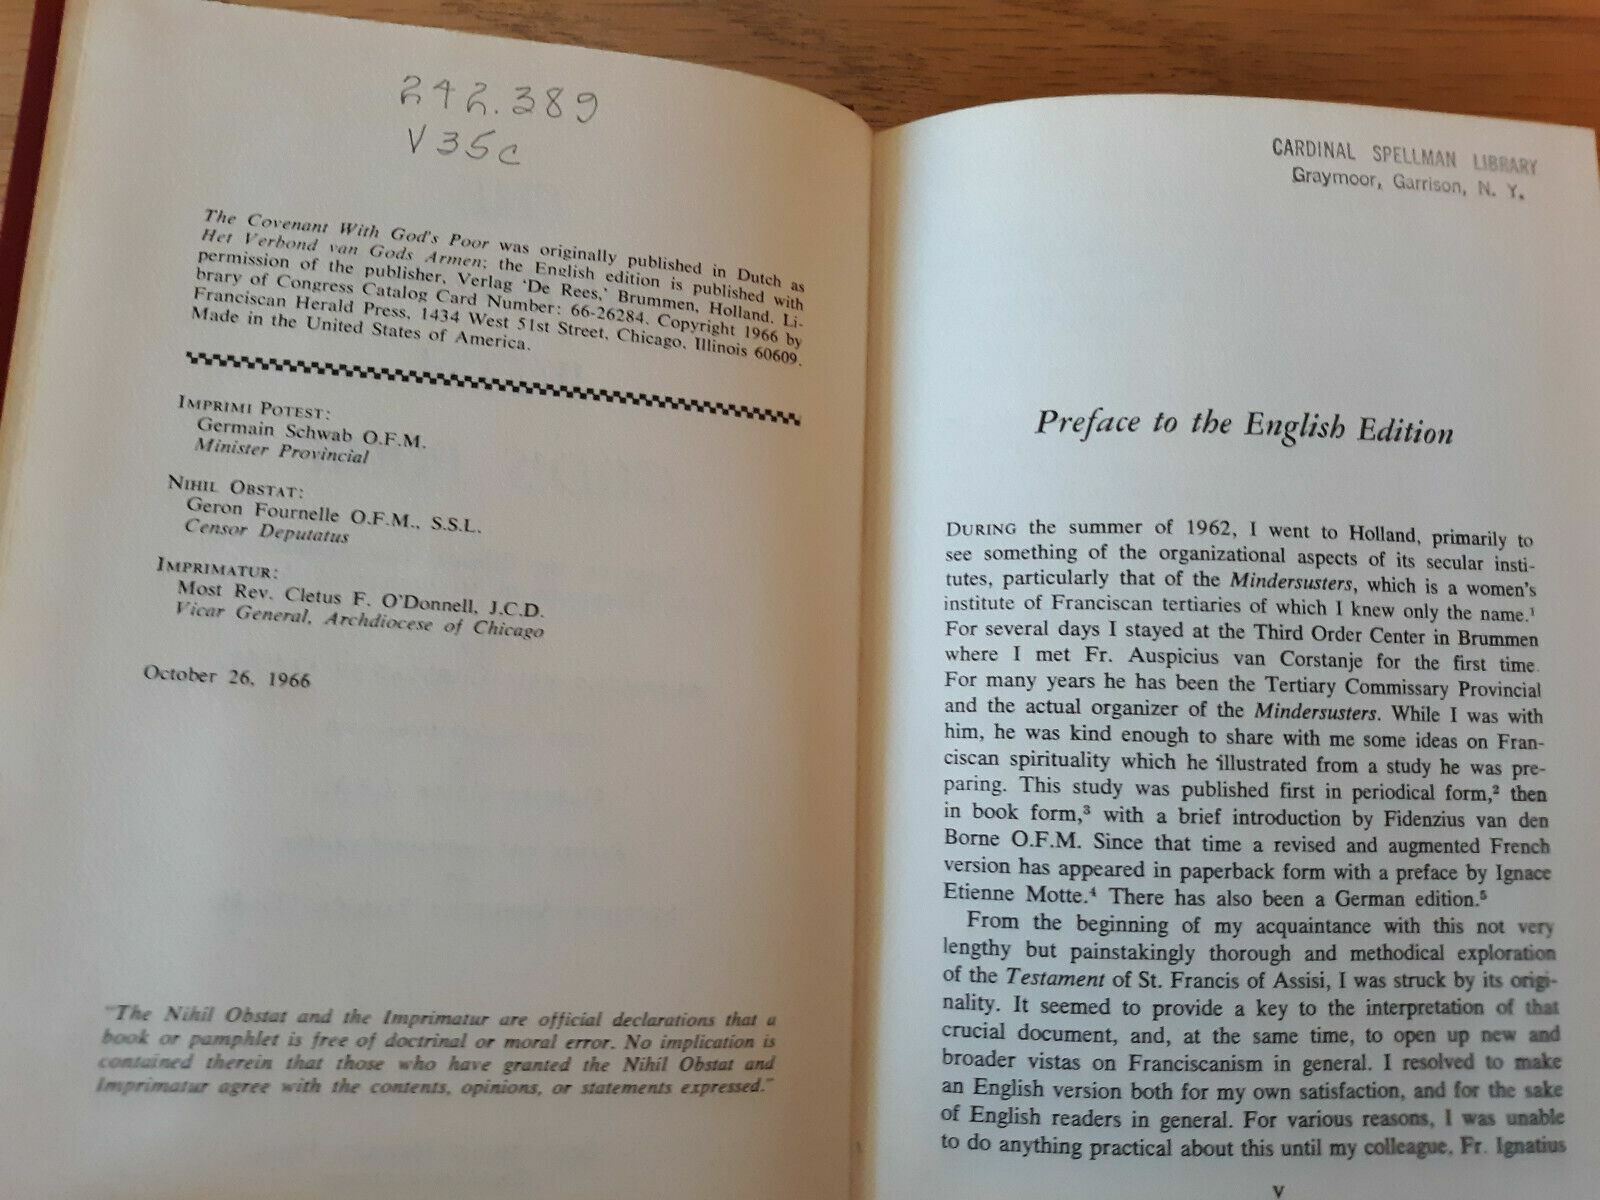 242.389
V35c
The Covenant With God's Poor was originally published in Dutch as
Het Verbond van Gods Armen; the English edition is published with
permission of the publisher, Verlag 'De Rees,' Brummen, Holland. Li-
brary of Congress Catalog Card Number: 66-26284. Copyright 1966 by
Franciscan Herald Press, 1434 West 51st Street, Chicago, Illinois 60609.
Made in the United States of America.
IMPRIMI POTEST:
Germain Schwab O.F.M.
Minister Provincial
NIHIL OBSTAT:
Geron Fournelle O.F.M., S.S.L.
Censor Deputatus
IMPRIMATUR:
Most Rev. Cletus F. O'Donnell, J.C.D.
Vicar General, Archdiocese of Chicago
October 26, 1966
"The Nihil Obstat and the Imprimatur are official declarations that a
book or pamphlet is free of doctrinal or moral error. No implication is
contained therein that those who have granted the Nihil Obstat and
Imprimatur agree with the contents, opinions, or statements expressed."
CARDINAL SPELLMAN LIBRARY
Graymoor, Garrison, N. Y.
Preface to the English Edition
DURING the summer of 1962, I went to Holland, primarily to
see something of the organizational aspects of its secular insti-
tutes, particularly that of the Mindersusters, which is a women's
institute of Franciscan tertiaries of which I knew only the name.¹
For several days I stayed at the Third Order Center in Brummen
where I met Fr. Auspicius van Corstanje for the first time.
For many years he has been the Tertiary Commissary Provincial
and the actual organizer of the Mindersusters. While I was with
him, he was kind enough to share with me some ideas on Fran-
ciscan spirituality which he illustrated from a study he was pre-
paring. This study was published first in periodical form,² then
in book form,³ with a brief introduction by Fidenzius van den
Borne O.F.M. Since that time a revised and augmented French
version has appeared in paperback form with a preface by Ignace
Etienne Motte.⁴ There has also been a German edition.⁵
From the beginning of my acquaintance with this not very
lengthy but painstakingly thorough and methodical exploration
of the Testament of St. Francis of Assisi, I was struck by its origi-
nality. It seemed to provide a key to the interpretation of that
crucial document, and, at the same time, to open up new and
broader vistas on Franciscanism in general. I resolved to make
an English version both for my own satisfaction, and for the sake
of English readers in general. For various reasons, I was unable
to do anything practical about this until my colleague, Fr. Ignatius
v